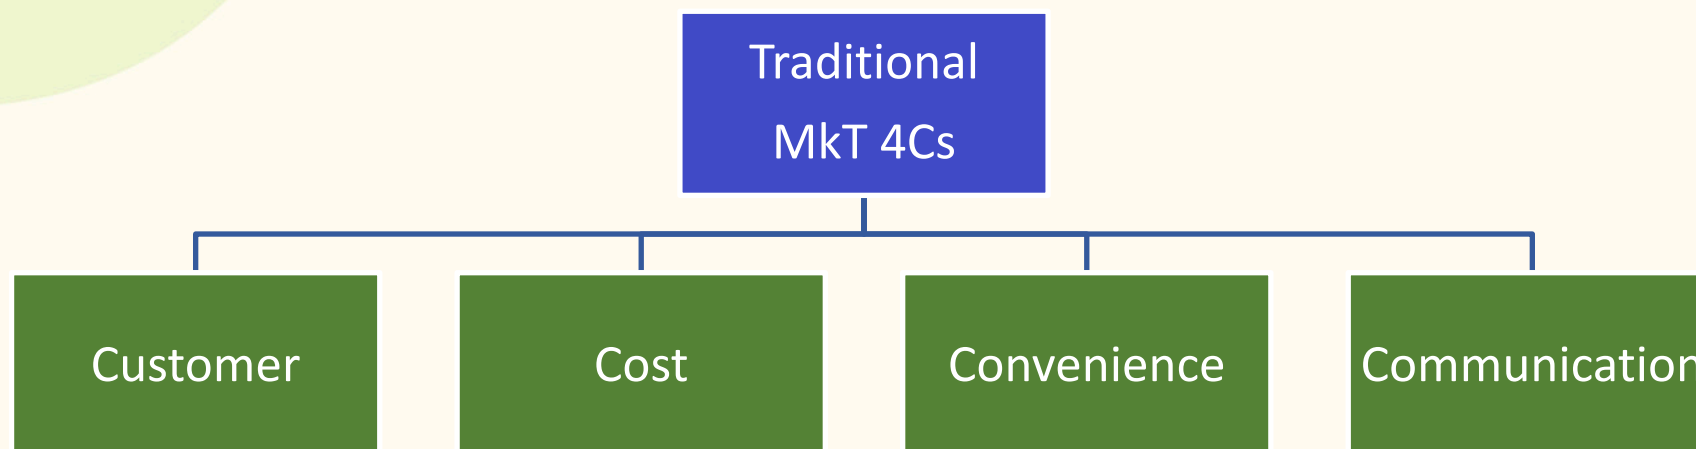 Traditional
MkT 4Cs
Customer
Cost
Convenience
Communication